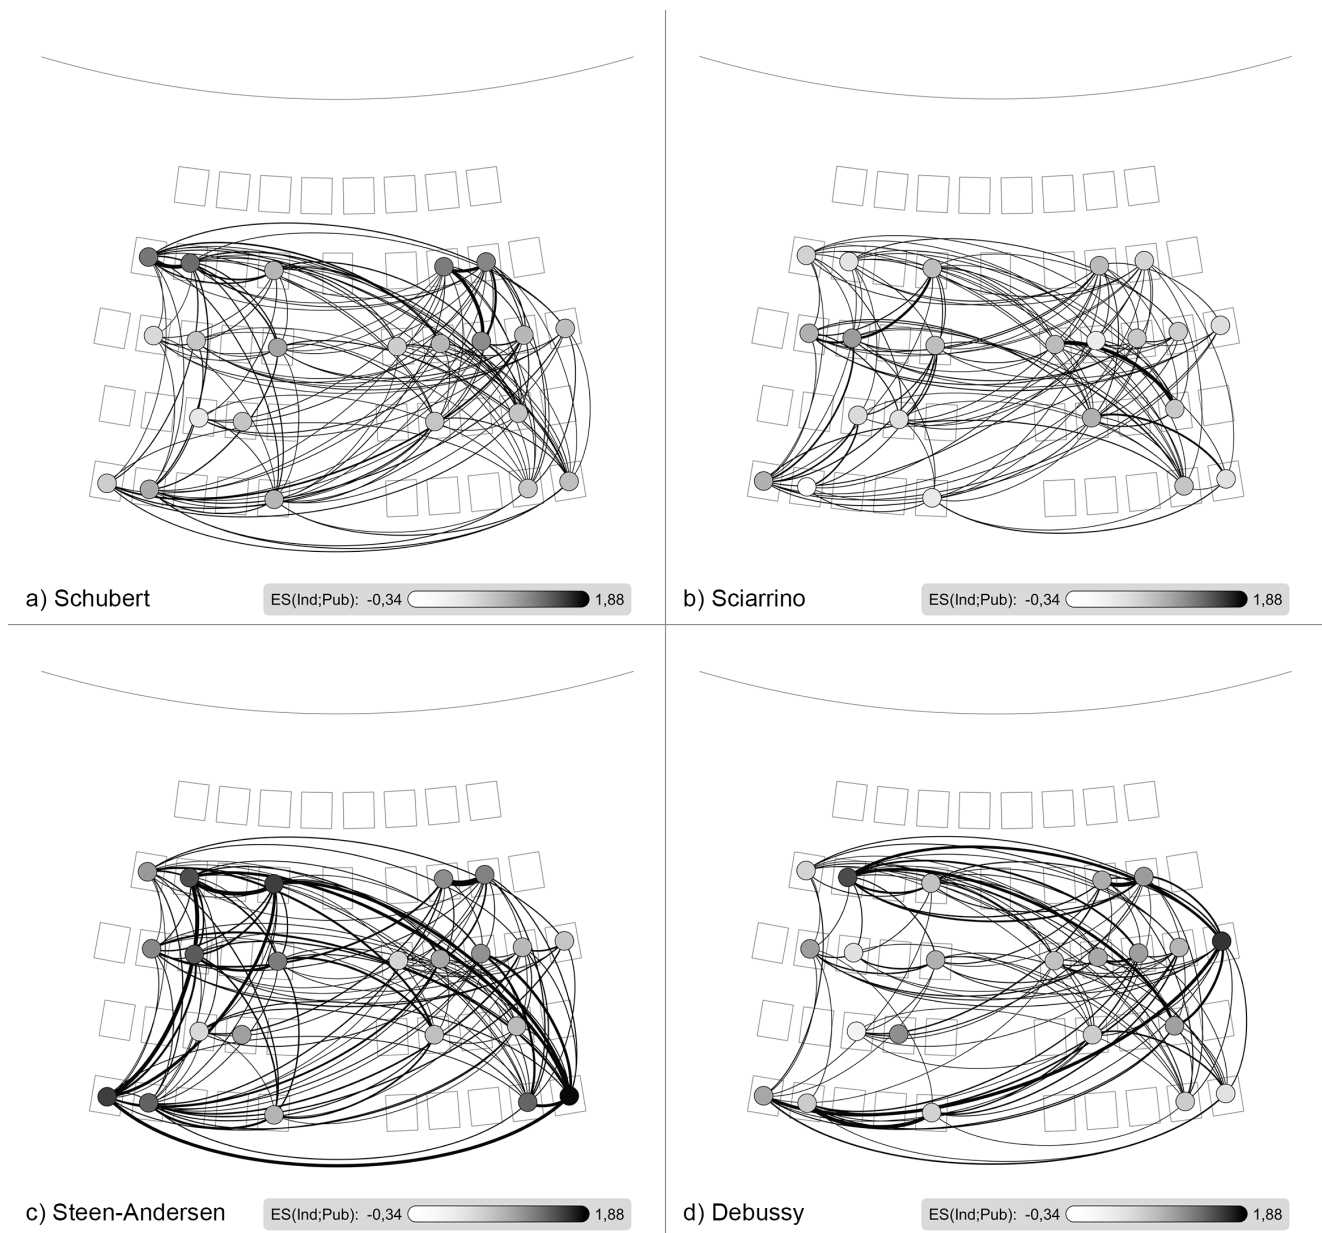 a) Schubert
ES(Ind;Pub): -0,34 1,88
b) Sciarrino
ES(Ind;Pub): -0,34 1,88
c) Steen-Andersen
ES(Ind;Pub): -0,34 1,88
d) Debussy
ES(Ind;Pub): -0,34 1,88